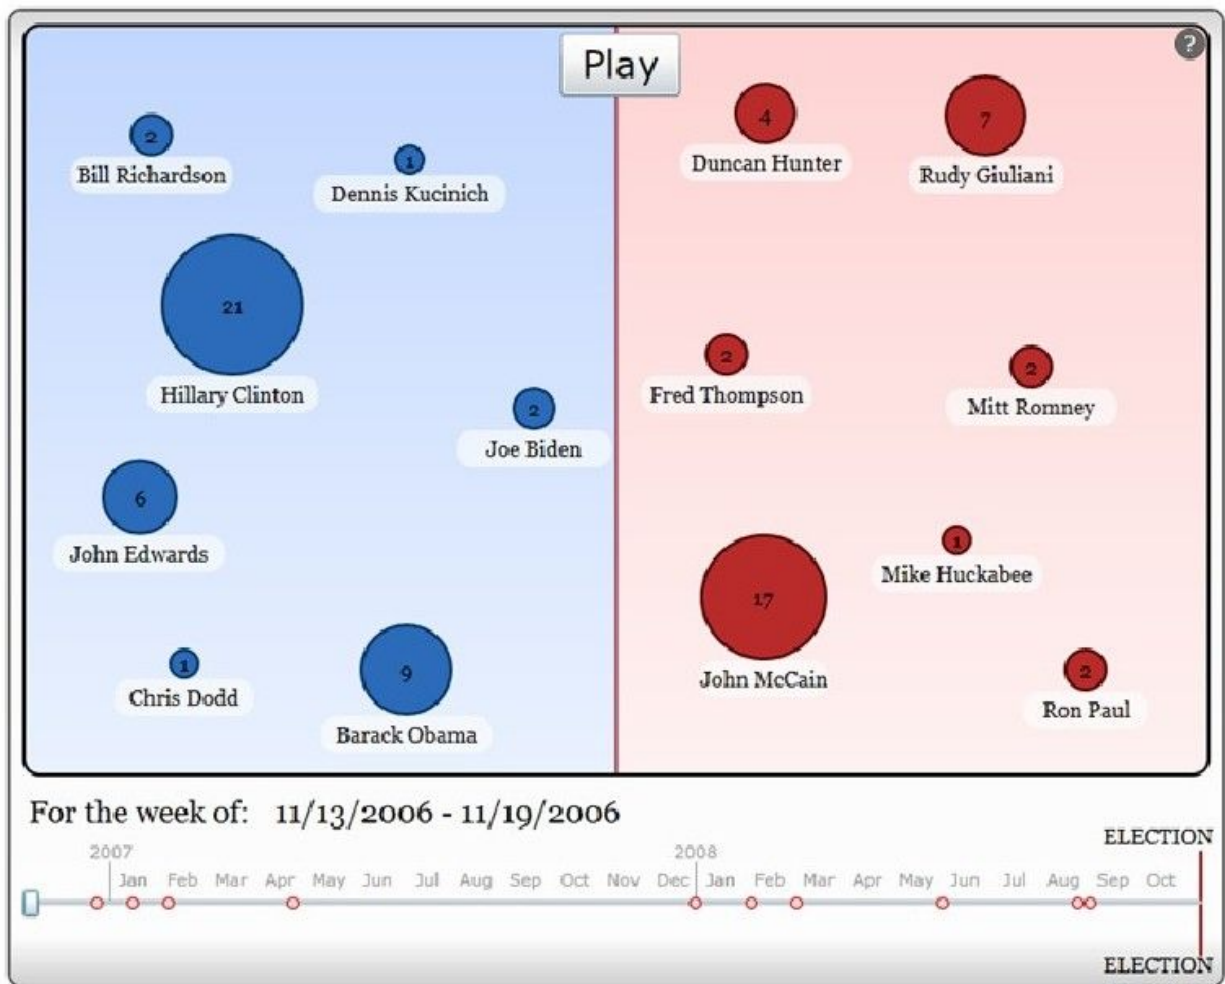 Play
?
2
Bill Richardson
1
Dennis Kucinich
4
Duncan Hunter
7
Rudy Giuliani
21
Hillary Clinton
2
Joe Biden
2
Fred Thompson
2
Mitt Romney
6
John Edwards
1
Chris Dodd
9
Barack Obama
17
John McCain
1
Mike Huckabee
2
Ron Paul
For the week of: 11/13/2006 - 11/19/2006
ELECTION
2007 2008
Jan Feb Mar Apr May Jun Jul Aug Sep Oct Nov Dec Jan Feb Mar Apr May Jun Jul Aug Sep Oct
ELECTION